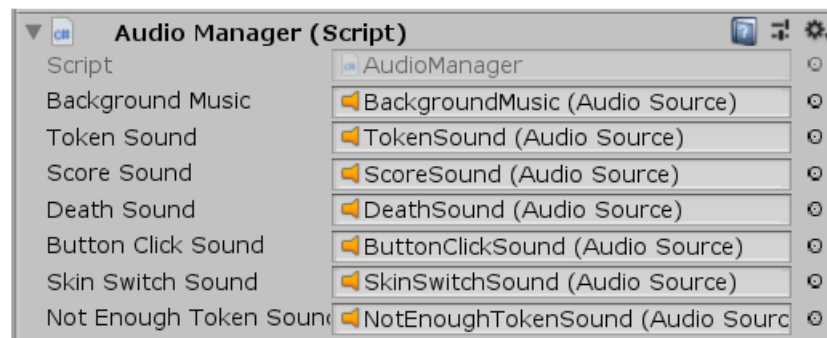 Audio Manager (Script)
Script AudioManager
Background Music BackgroundMusic (Audio Source)
Token Sound TokenSound (Audio Source)
Score Sound ScoreSound (Audio Source)
Death Sound DeathSound (Audio Source)
Button Click Sound ButtonClickSound (Audio Source)
Skin Switch Sound SkinSwitchSound (Audio Source)
Not Enough Token Soun NotEnoughTokenSound (Audio Sourc